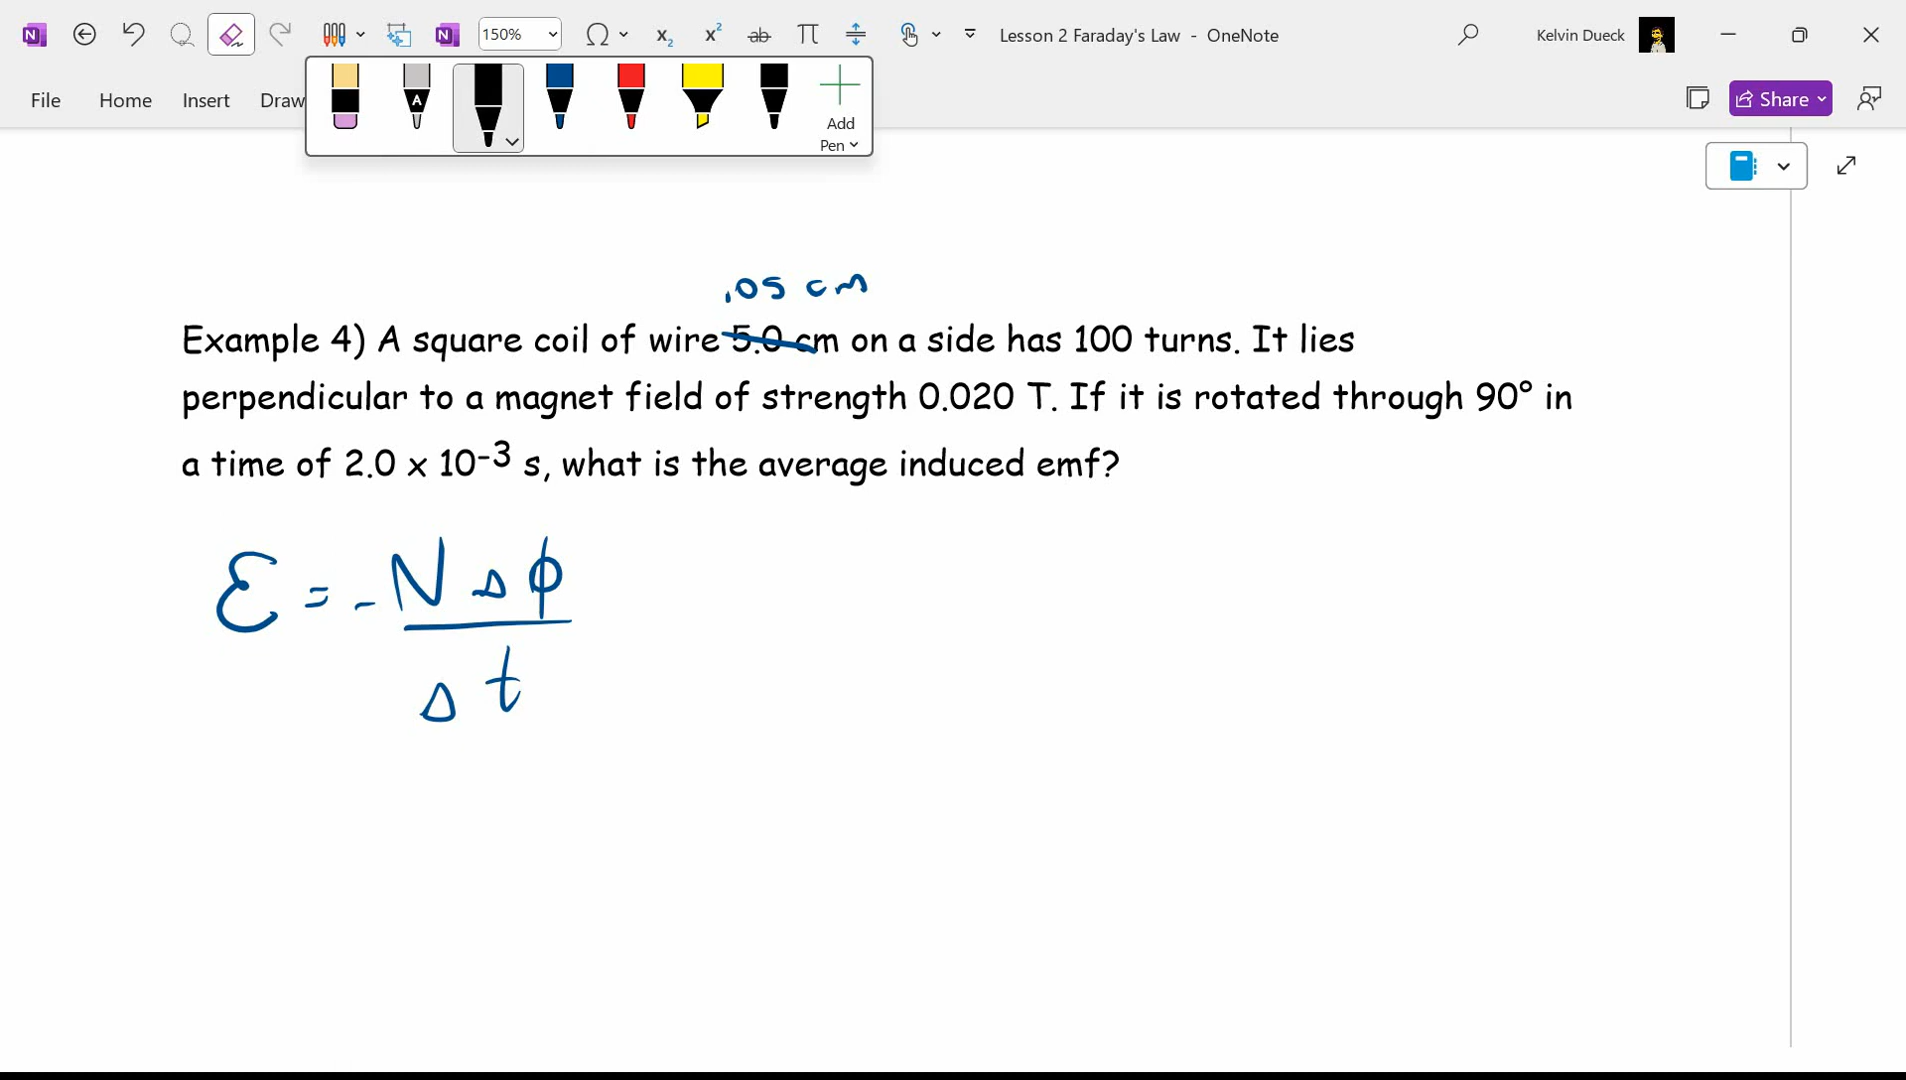 150%
Lesson 2 Faraday's Law - OneNote
Kelvin Dueck
File Home Insert Draw
Share
A
Add
Pen
.05 cm
Example 4) A square coil of wire 5.0 cm on a side has 100 turns. It lies
perpendicular to a magnet field of strength 0.020 T. If it is rotated through 90° in
a time of 2.0 x 10⁻³ s, what is the average induced emf?
Ɛ = - N Δ ϕ
Δ t